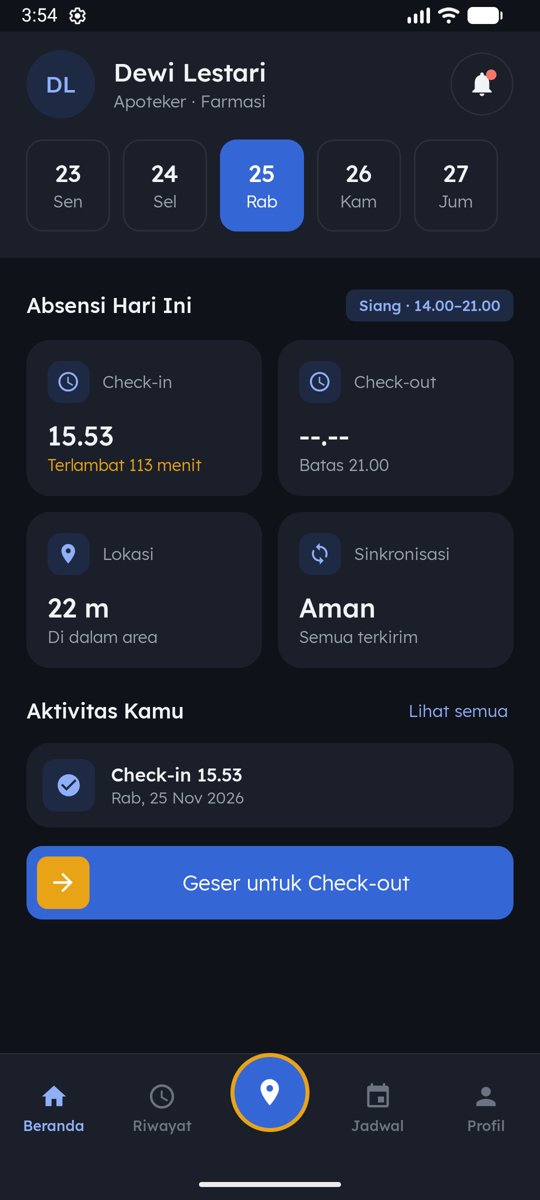 3:54
DL
Dewi Lestari
Apoteker · Farmasi
23
Sen
24
Sel
25
Rab
26
Kam
27
Jum
Absensi Hari Ini
Siang · 14.00–21.00
Check-in
15.53
Terlambat 113 menit
Check-out
--.--
Batas 21.00
Lokasi
22 m
Di dalam area
Sinkronisasi
Aman
Semua terkirim
Aktivitas Kamu
Lihat semua
Check-in 15.53
Rab, 25 Nov 2026
Geser untuk Check-out
Beranda
Riwayat
Jadwal
Profil